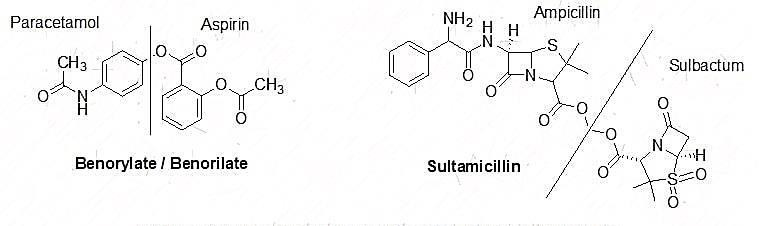 Paracetamol
Aspirin
CH3
O
N
H
O
O
O
CH3
O
Benorylate / Benorilate
Ampicillin
NH2
H
N
O
H
S
N
O
O
O
O
Sulbactum
O
N
H
O
S
O
O
Sultamicillin